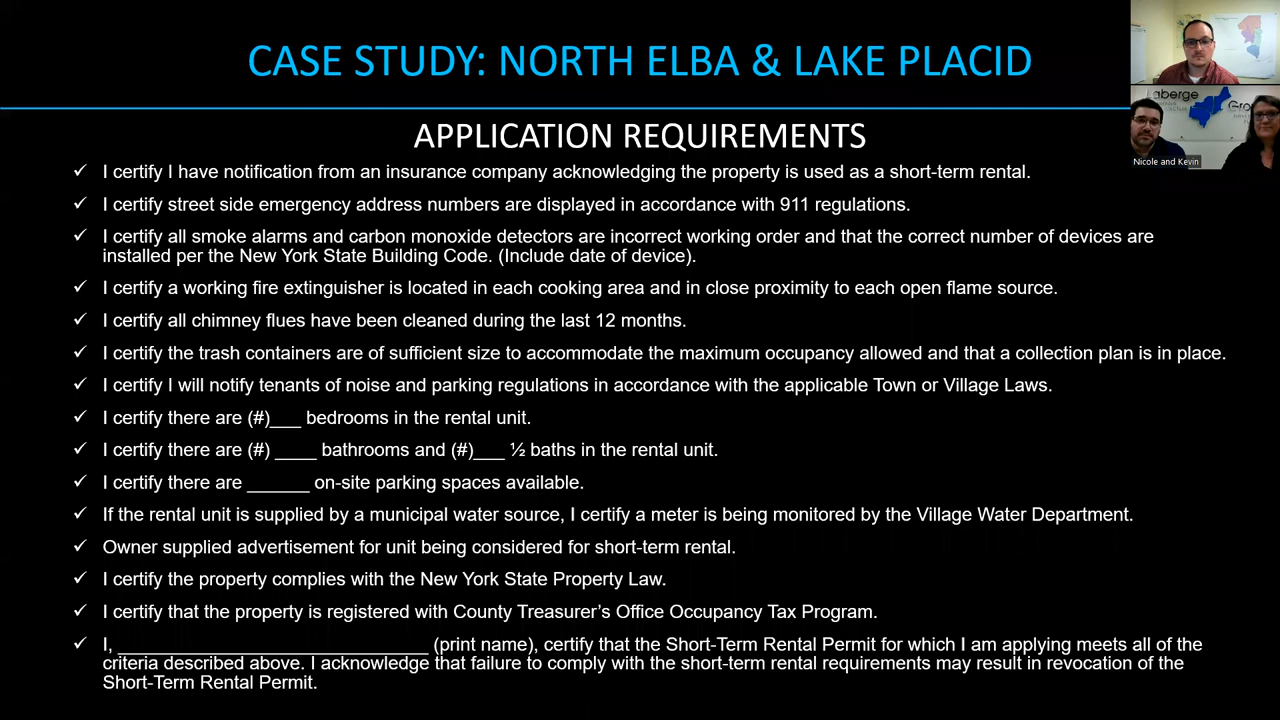 CASE STUDY: NORTH ELBA & LAKE PLACID
APPLICATION REQUIREMENTS
✓ I certify I have notification from an insurance company acknowledging the property is used as a short-term rental.
✓ I certify street side emergency address numbers are displayed in accordance with 911 regulations.
✓ I certify all smoke alarms and carbon monoxide detectors are incorrect working order and that the correct number of devices are
installed per the New York State Building Code. (Include date of device).
✓ I certify a working fire extinguisher is located in each cooking area and in close proximity to each open flame source.
✓ I certify all chimney flues have been cleaned during the last 12 months.
✓ I certify the trash containers are of sufficient size to accommodate the maximum occupancy allowed and that a collection plan is in place.
✓ I certify I will notify tenants of noise and parking regulations in accordance with the applicable Town or Village Laws.
✓ I certify there are (#)___ bedrooms in the rental unit.
✓ I certify there are (#) ____ bathrooms and (#)___ ½ baths in the rental unit.
✓ I certify there are ______ on-site parking spaces available.
✓ If the rental unit is supplied by a municipal water source, I certify a meter is being monitored by the Village Water Department.
✓ Owner supplied advertisement for unit being considered for short-term rental.
✓ I certify the property complies with the New York State Property Law.
✓ I certify that the property is registered with County Treasurer's Office Occupancy Tax Program.
✓ I, ______________________________ (print name), certify that the Short-Term Rental Permit for which I am applying meets all of the
criteria described above. I acknowledge that failure to comply with the short-term rental requirements may result in revocation of the
Short-Term Rental Permit.
aberge Gro
Nicole and Kevin